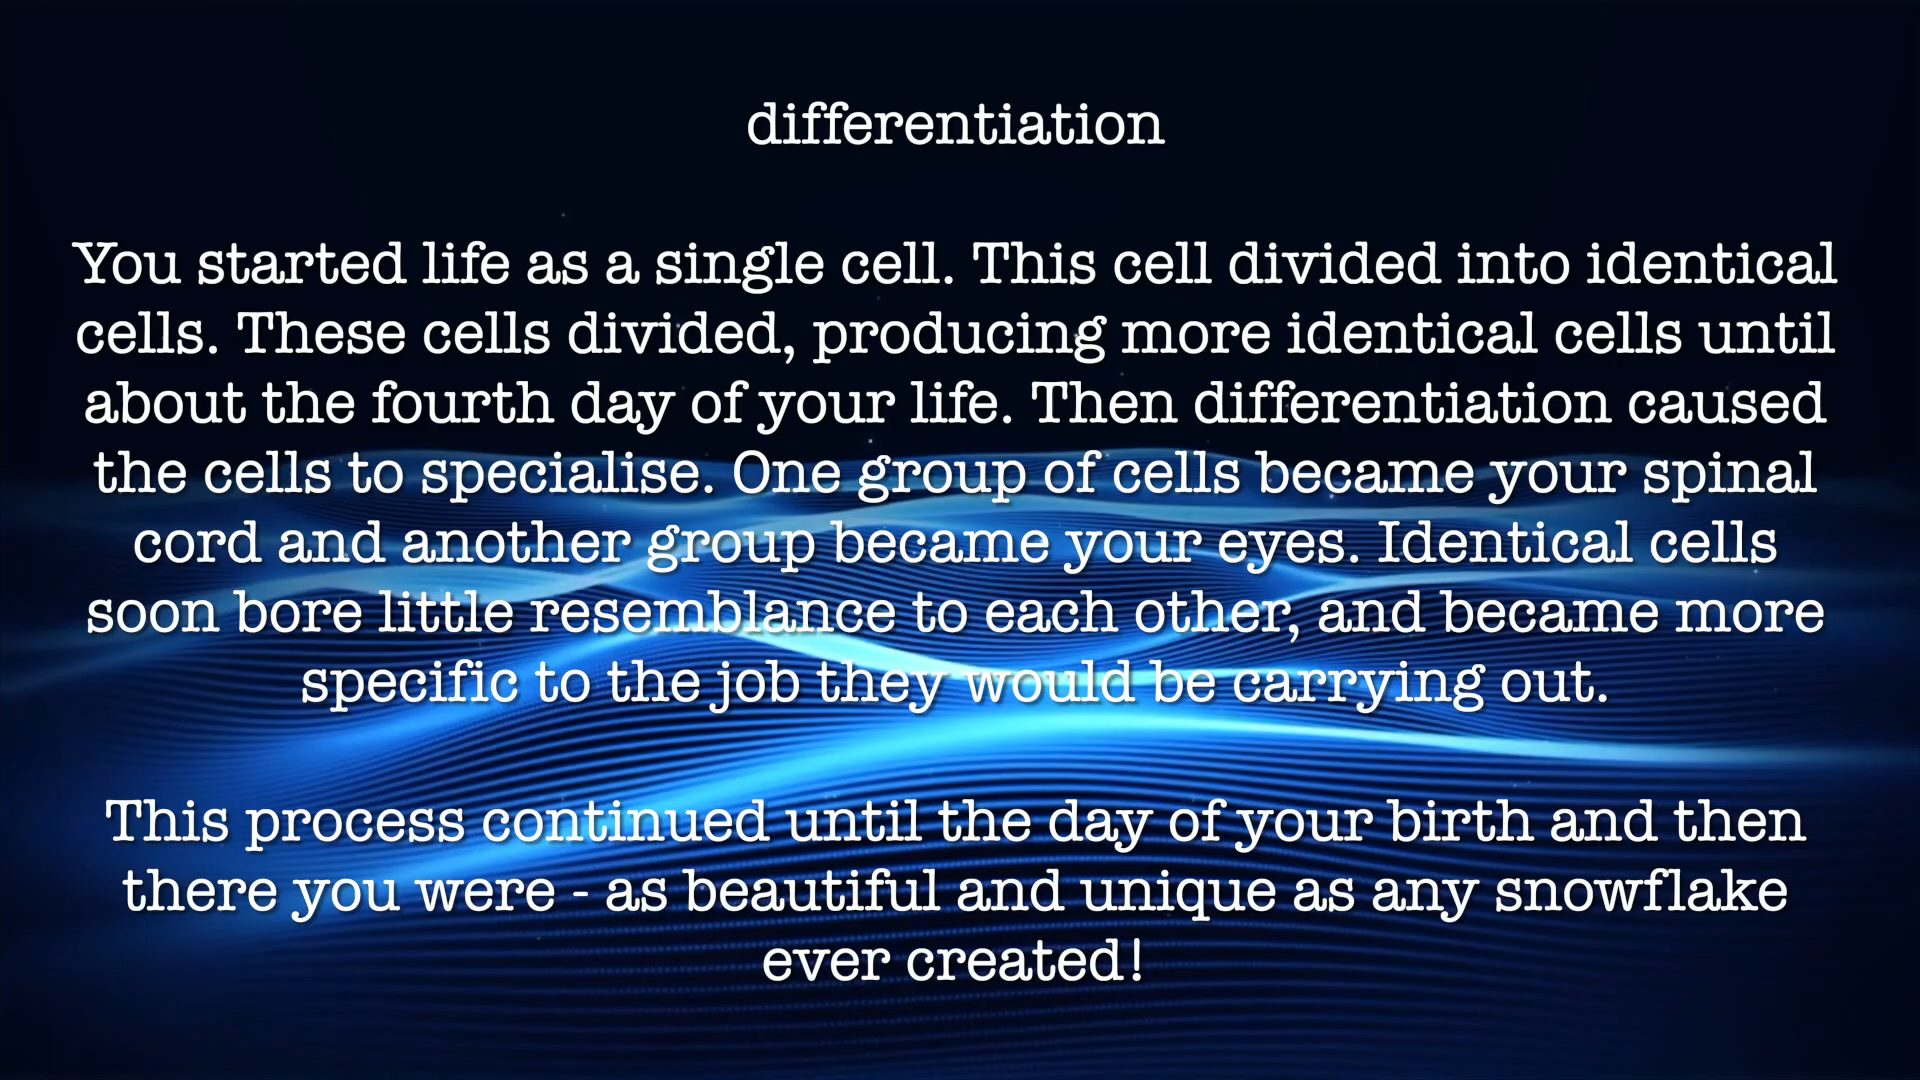 differentiation
You started life as a single cell. This cell divided into identical
cells. These cells divided, producing more identical cells until
about the fourth day of your life. Then differentiation caused
the cells to specialise. One group of cells became your spinal
cord and another group became your eyes. Identical cells
soon bore little resemblance to each other, and became more
specific to the job they would be carrying out.
This process continued until the day of your birth and then
there you were - as beautiful and unique as any snowflake
ever created!